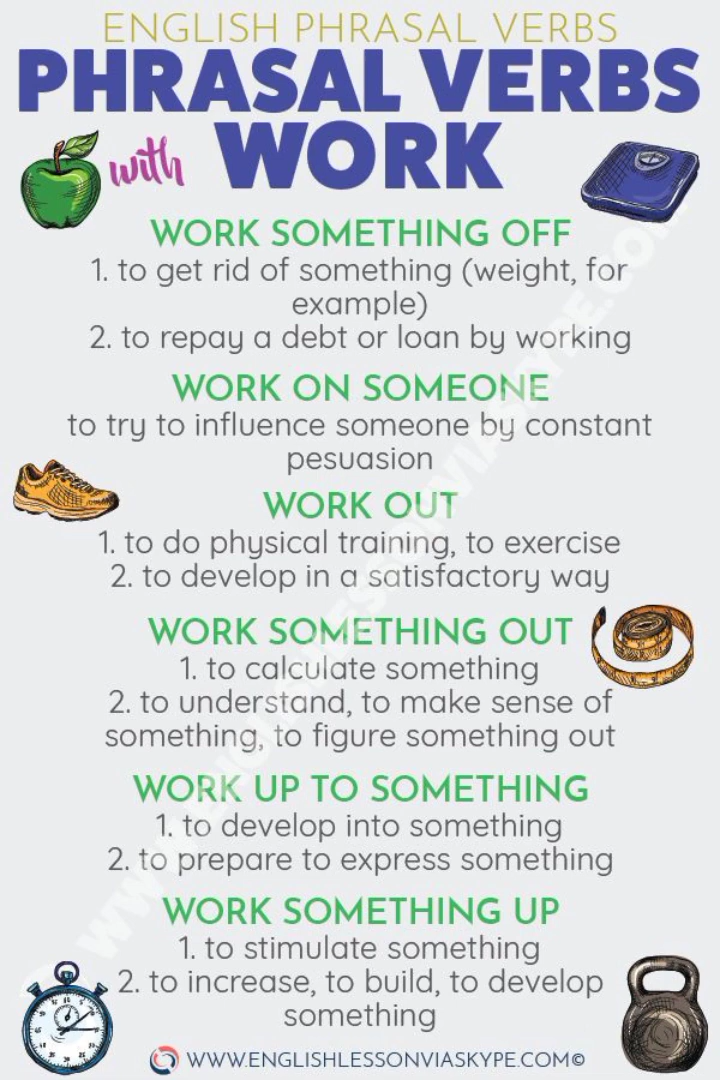 ENGLISH PHRASAL VERBS
PHRASAL VERBS
with WORK
WORK SOMETHING OFF
1. to get rid of something (weight, for
example)
2. to repay a debt or loan by working
WORK ON SOMEONE
to try to influence someone by constant
pesuasion
WORK OUT
1. to do physical training, to exercise
2. to develop in a satisfactory way
WORK SOMETHING OUT
1. to calculate something
2. to understand, to make sense of
something, to figure something out
WORK UP TO SOMETHING
1. to develop into something
2. to prepare to express something
WORK SOMETHING UP
1. to stimulate something
2. to increase, to build, to develop
something
WWW.ENGLISHLESSONVIASKYPE.COM©
WWW.ENGLISHLESSONVIASKYPE.COM